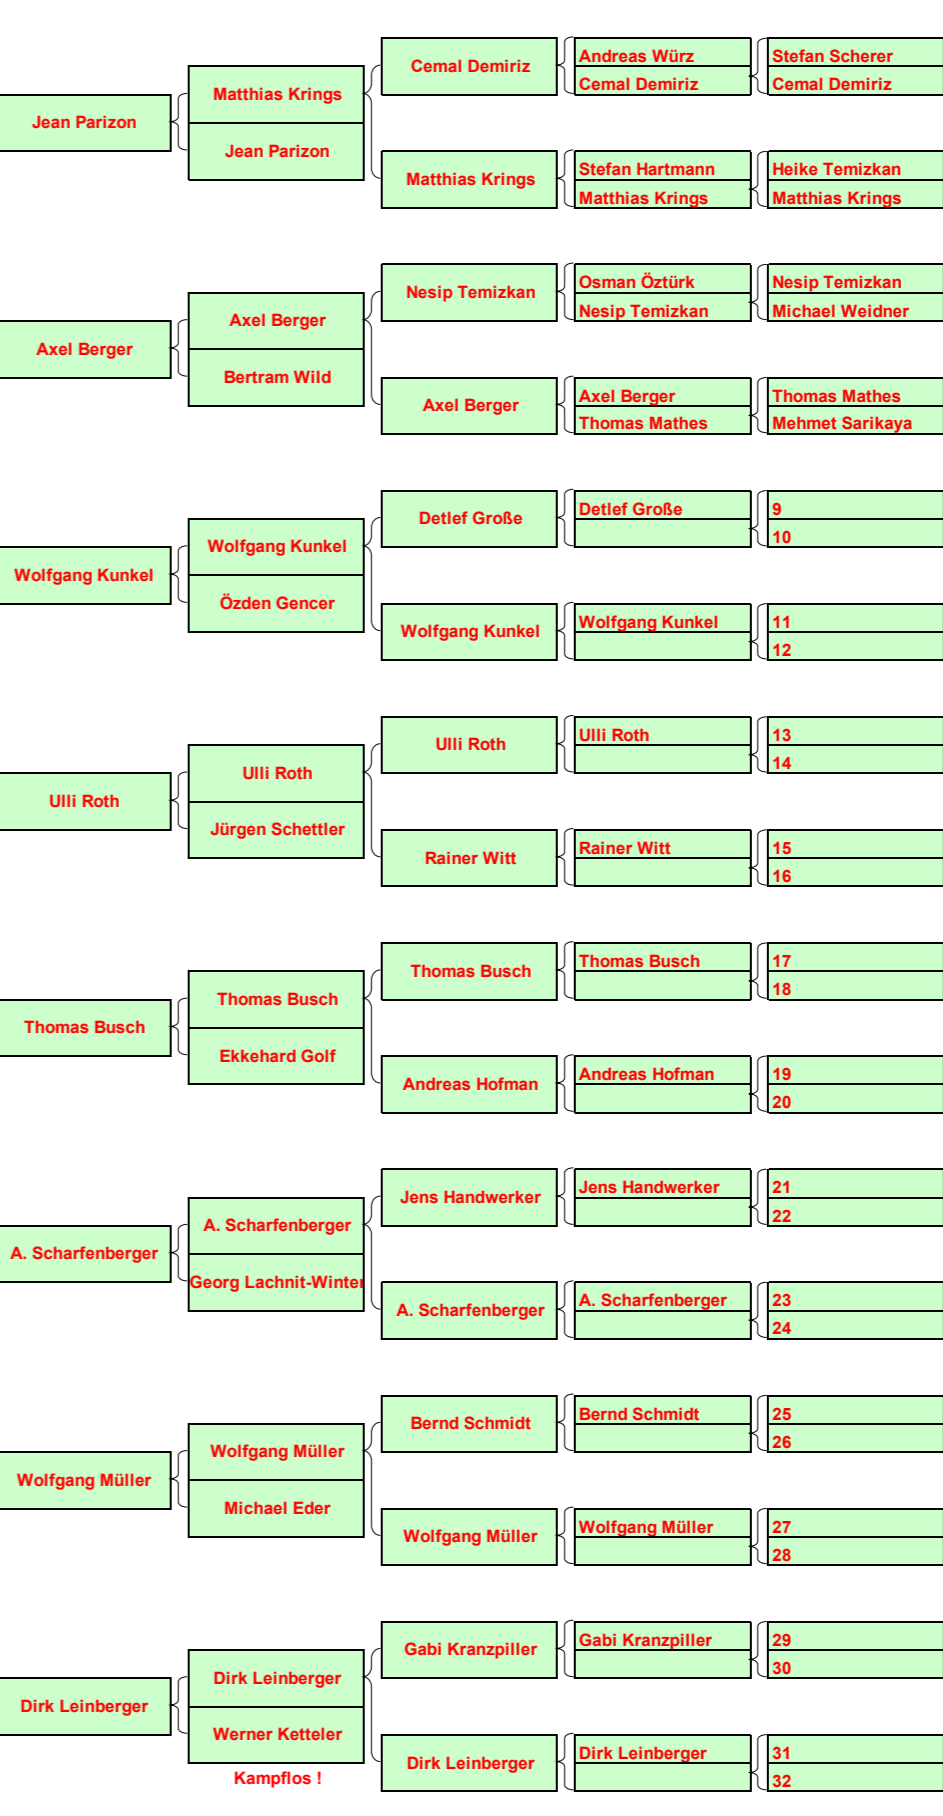 Andreas Würz
Stefan Scherer
Cemal Demiriz
Cemal Demiriz
Cemal Demiriz
Matthias Krings
Jean Parizon
Jean Parizon
Stefan Hartmann
Heike Temizkan
Matthias Krings
Matthias Krings
Matthias Krings
Osman Öztürk
Nesip Temizkan
Nesip Temizkan
Nesip Temizkan
Michael Weidner
Axel Berger
Axel Berger
Bertram Wild
Axel Berger
Thomas Mathes
Axel Berger
Thomas Mathes
Mehmet Sarikaya
Detlef Große
9
Detlef Große
10
Wolfgang Kunkel
Wolfgang Kunkel
Özden Gencer
Wolfgang Kunkel
11
Wolfgang Kunkel
12
Ulli Roth
13
Ulli Roth
14
Ulli Roth
Ulli Roth
Jürgen Schettler
Rainer Witt
15
Rainer Witt
16
Thomas Busch
17
Thomas Busch
18
Thomas Busch
Thomas Busch
Ekkehard Golf
Andreas Hofman
19
Andreas Hofman
20
Jens Handwerker
21
Jens Handwerker
22
A. Scharfenberger
A. Scharfenberger
Georg Lachnit-Winter
A. Scharfenberger
23
A. Scharfenberger
24
Bernd Schmidt
25
Bernd Schmidt
26
Wolfgang Müller
Wolfgang Müller
Michael Eder
Wolfgang Müller
27
Wolfgang Müller
28
Gabi Kranzpiller
29
Gabi Kranzpiller
30
Dirk Leinberger
Dirk Leinberger
Werner Ketteler
Dirk Leinberger
31
Dirk Leinberger
32
Kampflos !